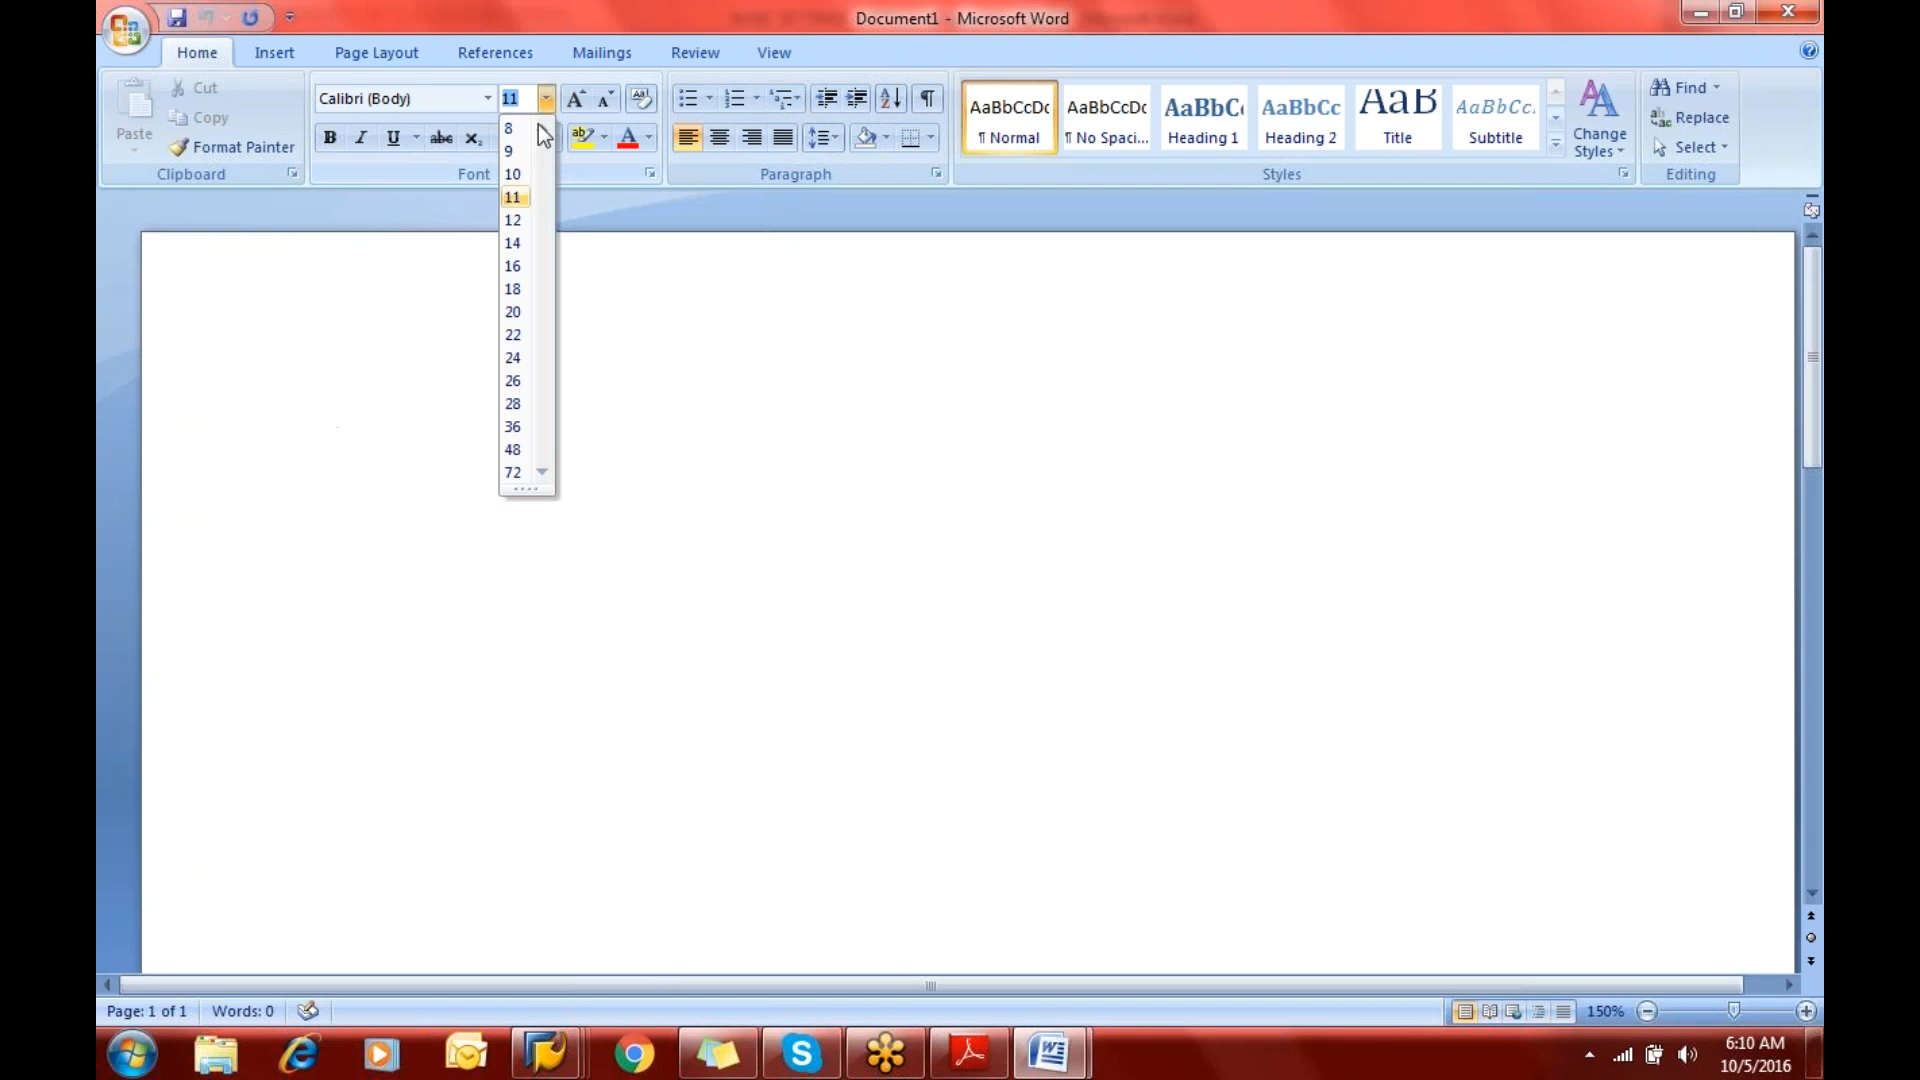 Document1 - Microsoft Word
Home Insert Page Layout References Mailings Review View
Paste
Cut
Copy
Format Painter
Clipboard
Calibri (Body) 11
Font
Paragraph
AaBbCcDc AaBbCcDc AaBbC AaBbCc AaB AaBbCc.
¶ Normal ¶ No Spaci... Heading 1 Heading 2 Title Subtitle
Change
Styles
Styles
Find
Replace
Select
Editing
8
9
10
11
12
14
16
18
20
22
24
26
28
36
48
72
Page: 1 of 1 Words: 0 150%
6:10 AM
10/5/2016